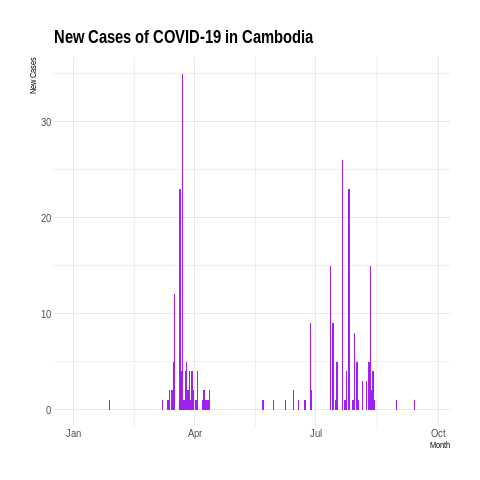 New Cases of COVID-19 in Cambodia
New Cases
30
20
10
0
Jan Apr Jul Oct
Month